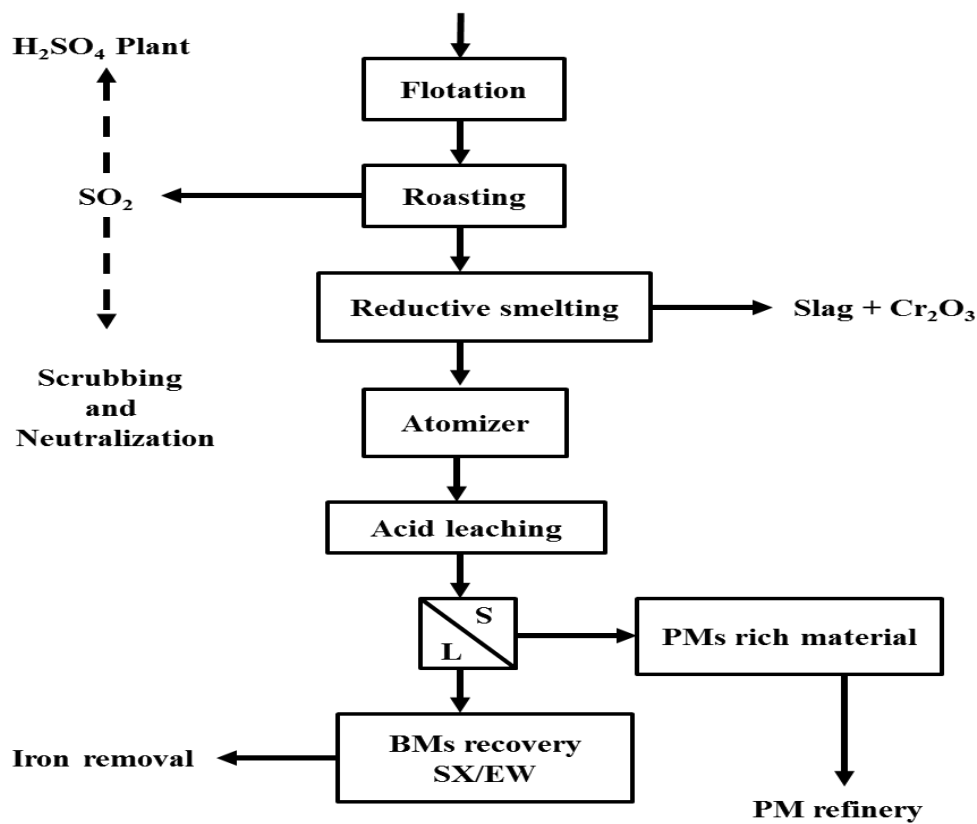 H₂SO₄ Plant
Flotation
SO₂
Roasting
Reductive smelting
Slag + Cr₂O₃
Scrubbing
and
Neutralization
Atomizer
Acid leaching
S
L
PMs rich material
BMs recovery
SX/EW
Iron removal
PM refinery